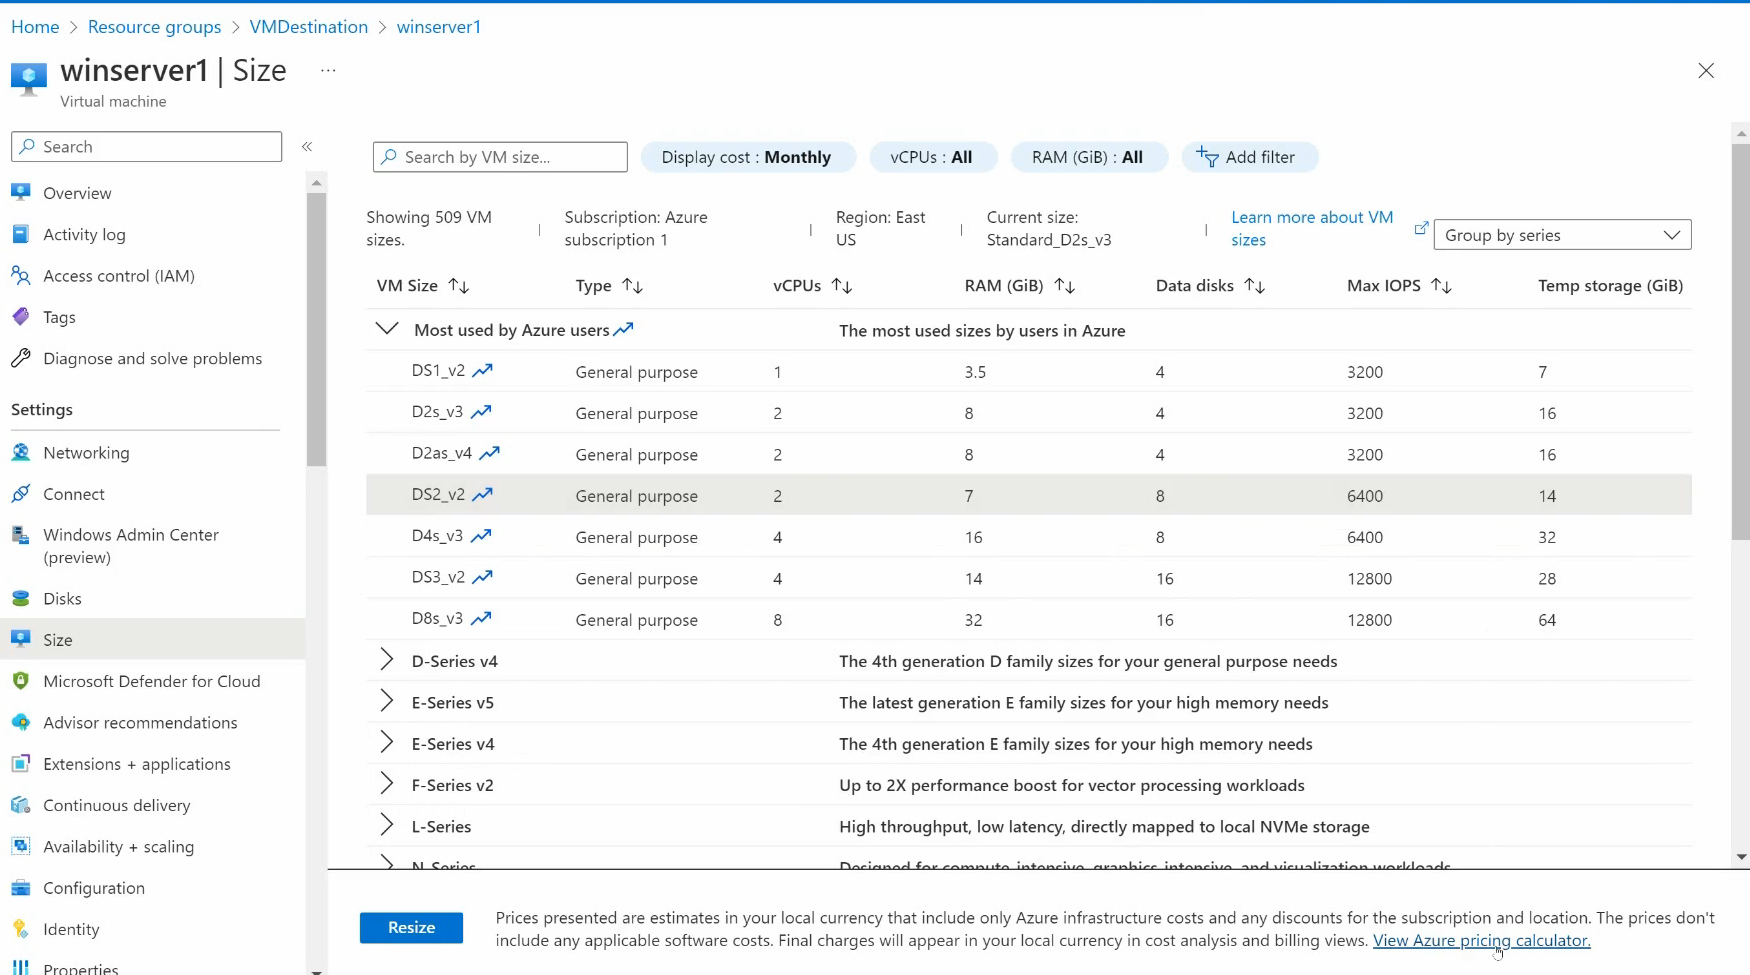 Home > Resource groups > VMDestination > winserver1
winserver1 | Size ...
Virtual machine
Search
«
Overview
Activity log
Access control (IAM)
Tags
Diagnose and solve problems
Settings
Networking
Connect
Windows Admin Center
(preview)
Disks
Size
Microsoft Defender for Cloud
Advisor recommendations
Extensions + applications
Continuous delivery
Availability + scaling
Configuration
Identity
Properties
Search by VM size...
Display cost : Monthly
vCPUs : All
RAM (GiB) : All
Add filter
Showing 509 VM
sizes.
Subscription: Azure
subscription 1
Region: East
US
Current size:
Standard_D2s_v3
Learn more about VM
sizes
Group by series
VM Size ↑↓ Type ↑↓ vCPUs ↑↓ RAM (GiB) ↑↓ Data disks ↑↓ Max IOPS ↑↓ Temp storage (GiB)
Most used by Azure users The most used sizes by users in Azure
DS1_v2 General purpose 1 3.5 4 3200 7
D2s_v3 General purpose 2 8 4 3200 16
D2as_v4 General purpose 2 8 4 3200 16
DS2_v2 General purpose 2 7 8 6400 14
D4s_v3 General purpose 4 16 8 6400 32
DS3_v2 General purpose 4 14 16 12800 28
D8s_v3 General purpose 8 32 16 12800 64
D-Series v4 The 4th generation D family sizes for your general purpose needs
E-Series v5 The latest generation E family sizes for your high memory needs
E-Series v4 The 4th generation E family sizes for your high memory needs
F-Series v2 Up to 2X performance boost for vector processing workloads
L-Series High throughput, low latency, directly mapped to local NVMe storage
N-Series Designed for compute-intensive, graphics-intensive, and visualization workloads
Resize
Prices presented are estimates in your local currency that include only Azure infrastructure costs and any discounts for the subscription and location. The prices don't
include any applicable software costs. Final charges will appear in your local currency in cost analysis and billing views. View Azure pricing calculator.